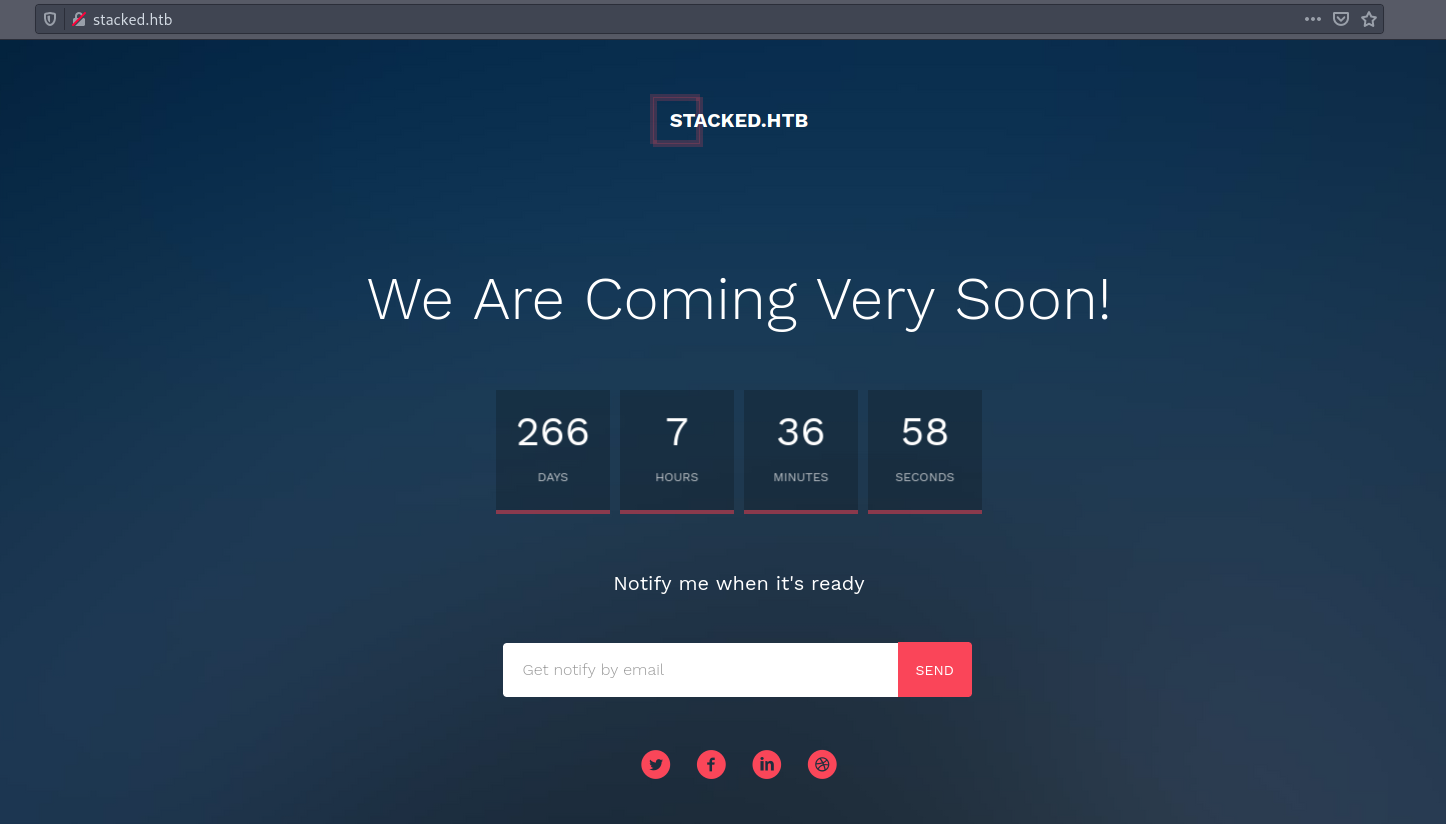 stacked.htb
STACKED.HTB
We Are Coming Very Soon!
266 7 36 58
DAYS HOURS MINUTES SECONDS
Notify me when it's ready
Get notify by email SEND